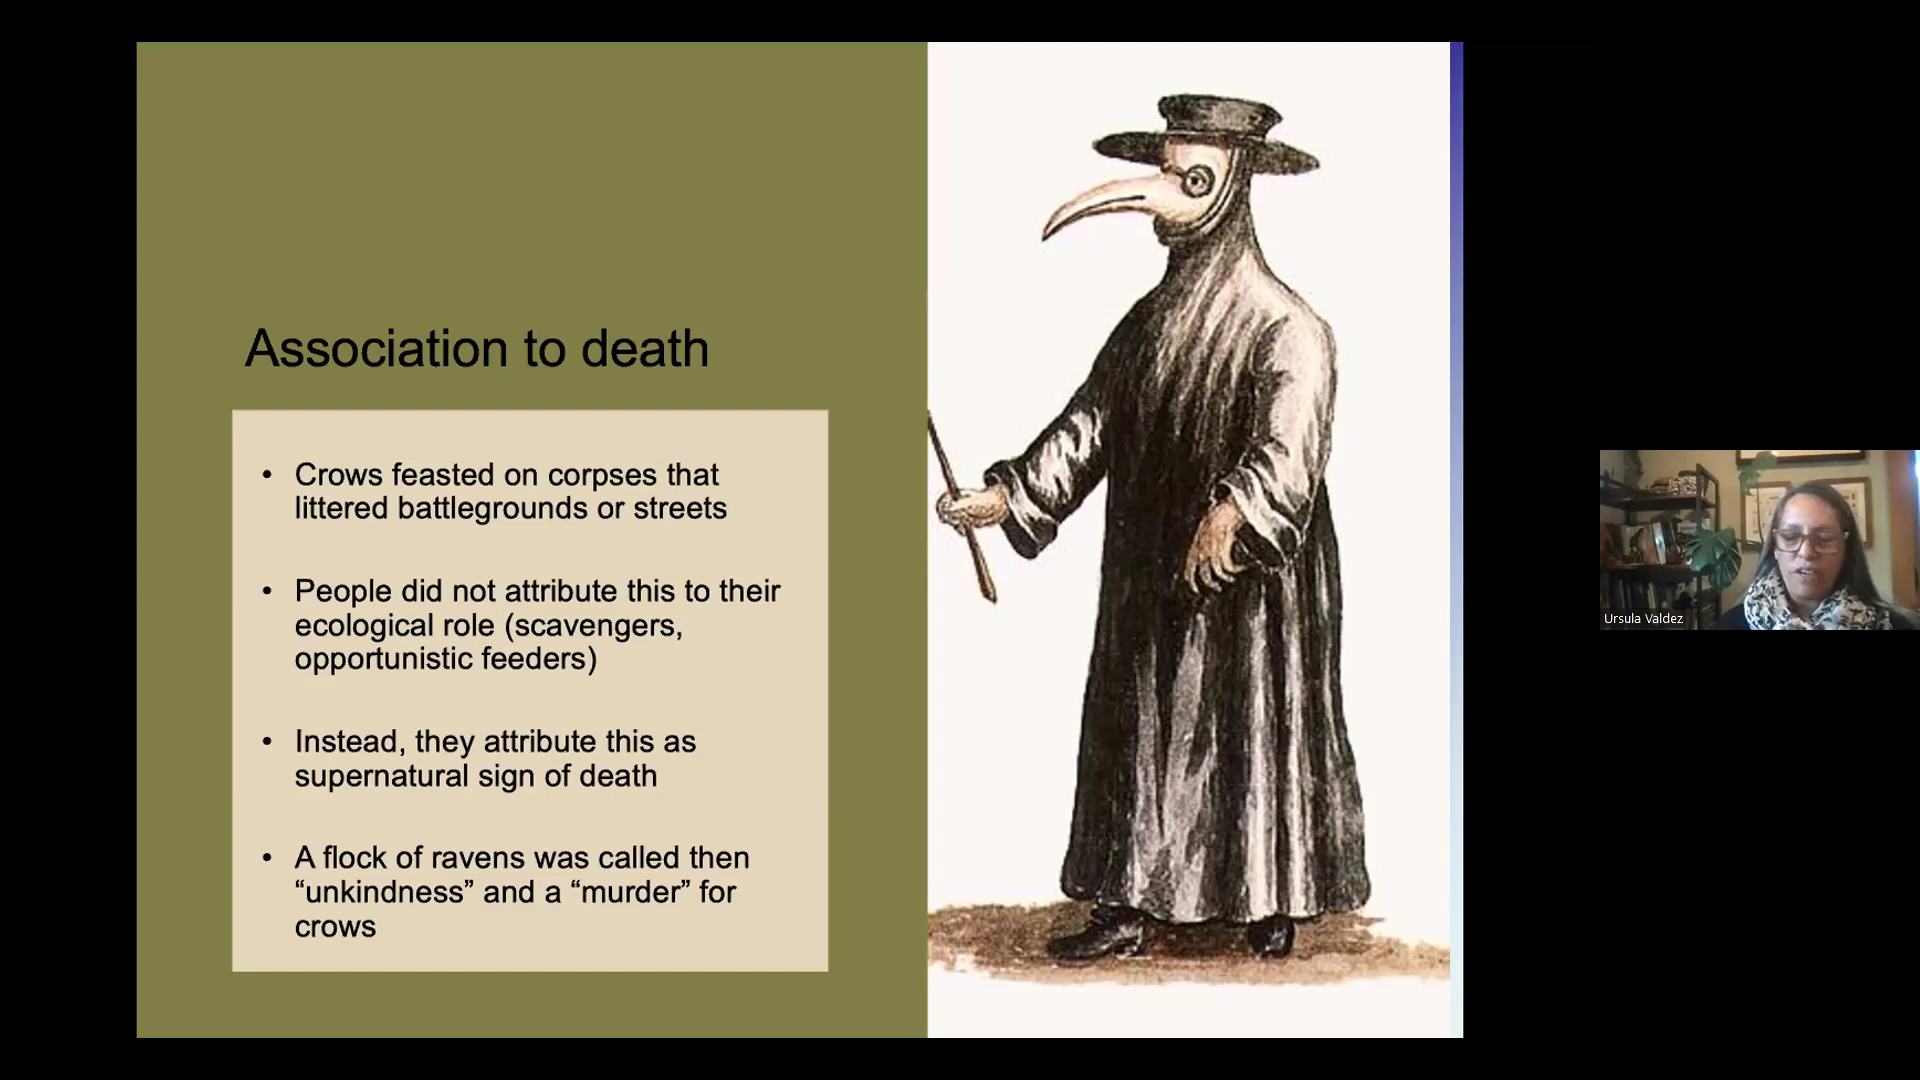 Association to death
• Crows feasted on corpses that
littered battlegrounds or streets
• People did not attribute this to their
ecological role (scavengers,
opportunistic feeders)
• Instead, they attribute this as
supernatural sign of death
• A flock of ravens was called then
“unkindness” and a “murder” for
crows
Ursula Valdez